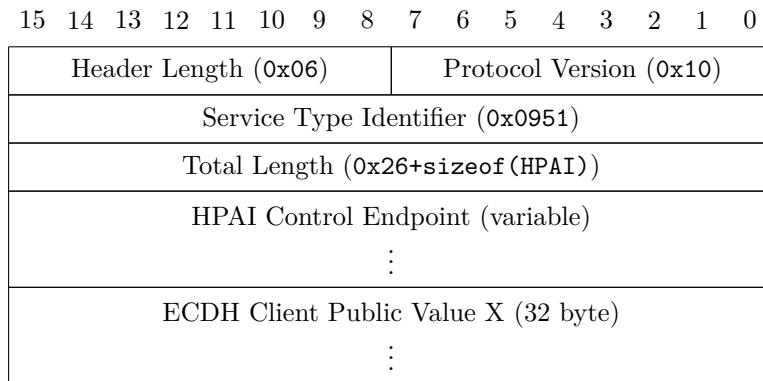 15 14 13 12 11 10 9 8 7 6 5 4 3 2 1 0
Header Length (0x06) Protocol Version (0x10)
Service Type Identifier (0x0951)
Total Length (0x26+sizeof(HPAI))
HPAI Control Endpoint (variable)
⋮
ECDH Client Public Value X (32 byte)
⋮